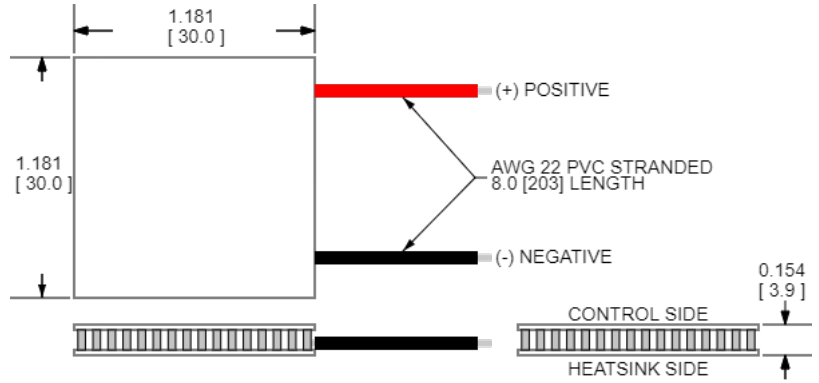 1.181
[ 30.0 ]
(+) POSITIVE
1.181
[ 30.0 ]
AWG 22 PVC STRANDED
8.0 [203] LENGTH
(-) NEGATIVE
0.154
[ 3.9 ]
CONTROL SIDE
HEATSINK SIDE